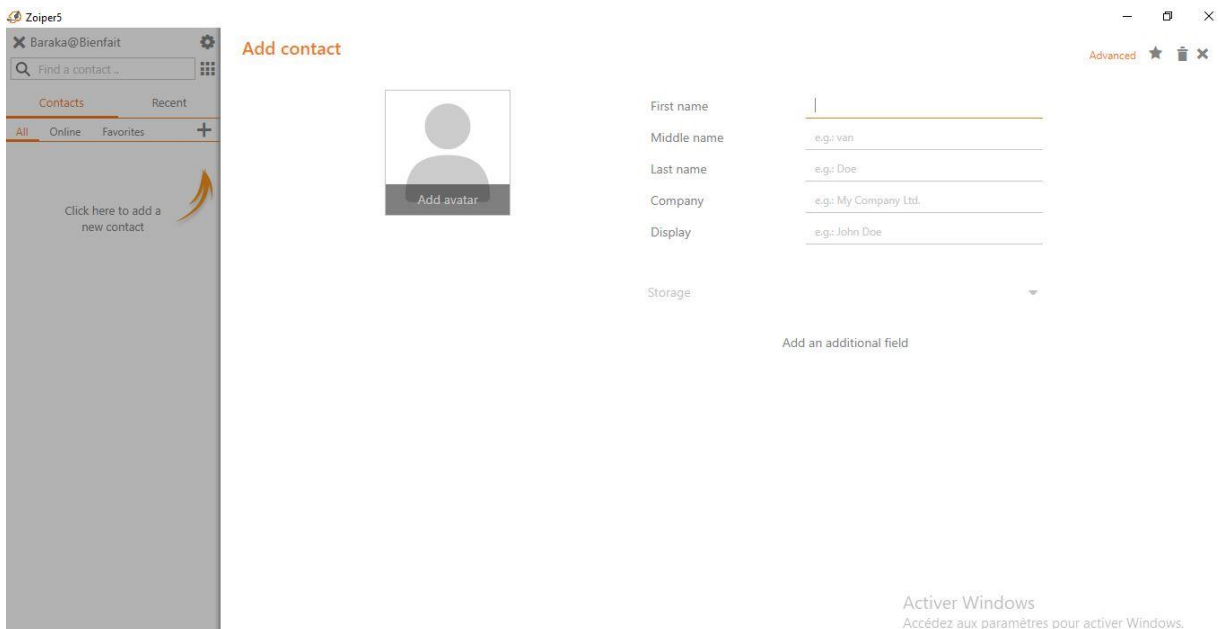 Zoiper5
Baraka@Bienfait
Find a contact ..
Contacts Recent
All Online Favorites
Click here to add a
new contact
Add contact
Advanced
Add avatar
First name
Middle name e.g.: van
Last name e.g.: Doe
Company e.g.: My Company Ltd.
Display e.g.: John Doe
Storage
Add an additional field
Activer Windows
Accédez aux paramètres pour activer Windows.